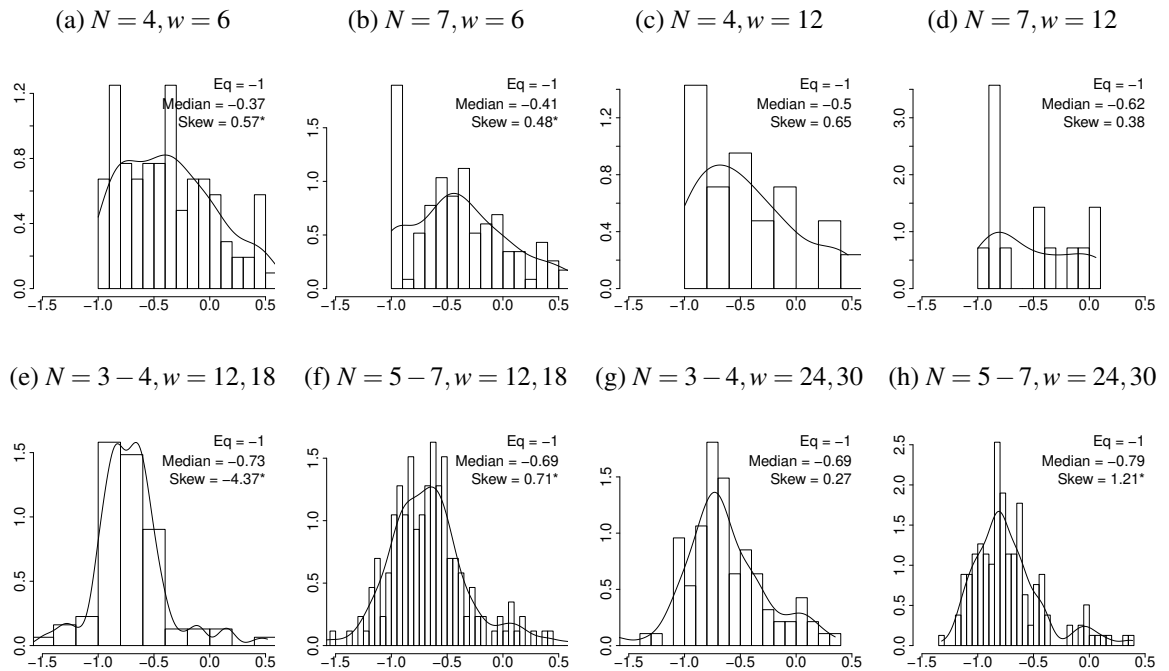 (a) N = 4, w = 6
(b) N = 7, w = 6
(c) N = 4, w = 12
(d) N = 7, w = 12
Eq = −1
Median = −0.37
Skew = 0.57*
0.0 0.4 0.8 1.2
−1.5 −1.0 −0.5 0.0 0.5
Eq = −1
Median = −0.41
Skew = 0.48*
0.0 0.5 1.0 1.5
−1.5 −1.0 −0.5 0.0 0.5
Eq = −1
Median = −0.5
Skew = 0.65
0.0 0.4 0.8 1.2
−1.5 −1.0 −0.5 0.0 0.5
Eq = −1
Median = −0.62
Skew = 0.38
0.0 1.0 2.0 3.0
−1.5 −1.0 −0.5 0.0 0.5
(e) N = 3 − 4, w = 12, 18
(f) N = 5 − 7, w = 12, 18
(g) N = 3 − 4, w = 24, 30
(h) N = 5 − 7, w = 24, 30
Eq = −1
Median = −0.73
Skew = −4.37*
0.0 0.5 1.0 1.5
−1.5 −1.0 −0.5 0.0 0.5
Eq = −1
Median = −0.69
Skew = 0.71*
0.0 0.5 1.0 1.5
−1.5 −1.0 −0.5 0.0 0.5
Eq = −1
Median = −0.69
Skew = 0.27
0.0 0.5 1.0 1.5
−1.5 −1.0 −0.5 0.0 0.5
Eq = −1
Median = −0.79
Skew = 1.21*
0.0 0.5 1.0 1.5 2.0 2.5
−1.5 −1.0 −0.5 0.0 0.5